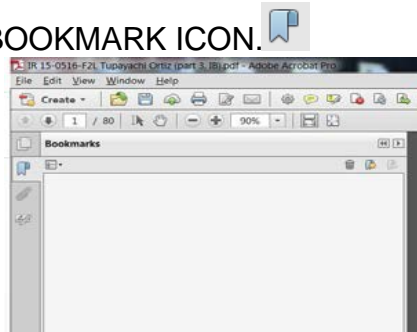 BOOKMARK ICON.
IR 15-0516-F2L Tupayachi Ortiz (part 3, IB).pdf - Adobe Acrobat Pro
File Edit View Window Help
Create
1 / 80 90%
Bookmarks